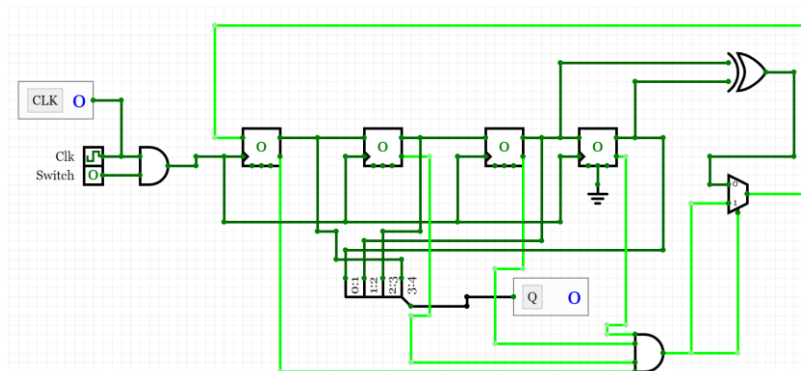 CLK O
Clk
Switch O
O O O O
0
1
0:1 1:2 2:3 3:4
Q O